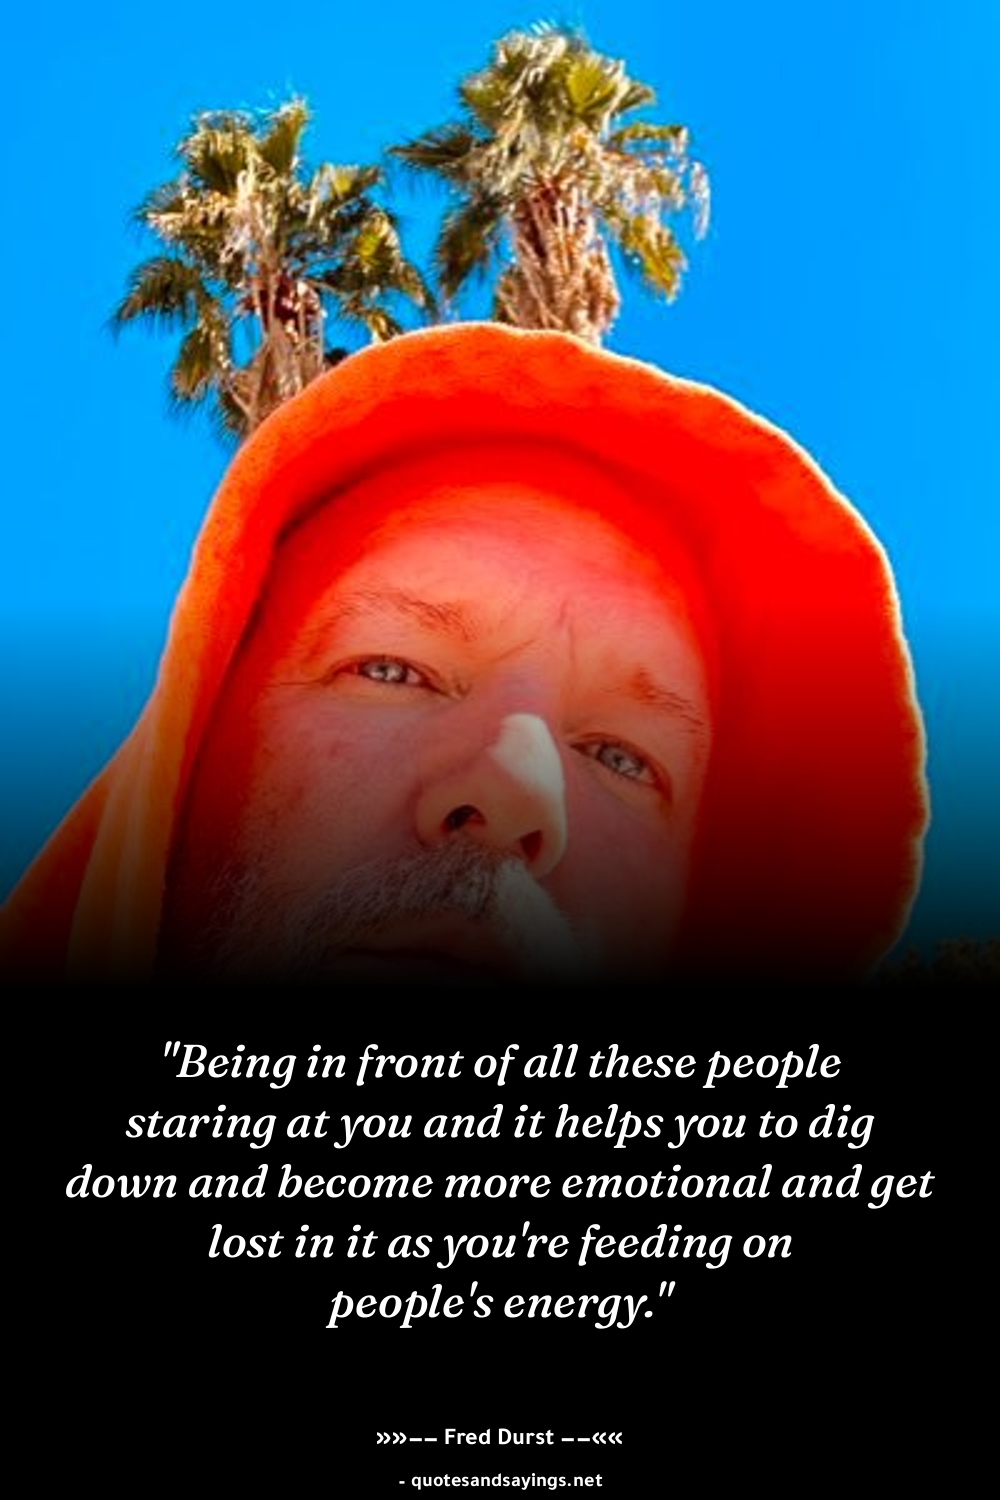 "Being in front of all these people
staring at you and it helps you to dig
down and become more emotional and get
lost in it as you're feeding on
people's energy."
»»–– Fred Durst ––««
- quotesandsayings.net